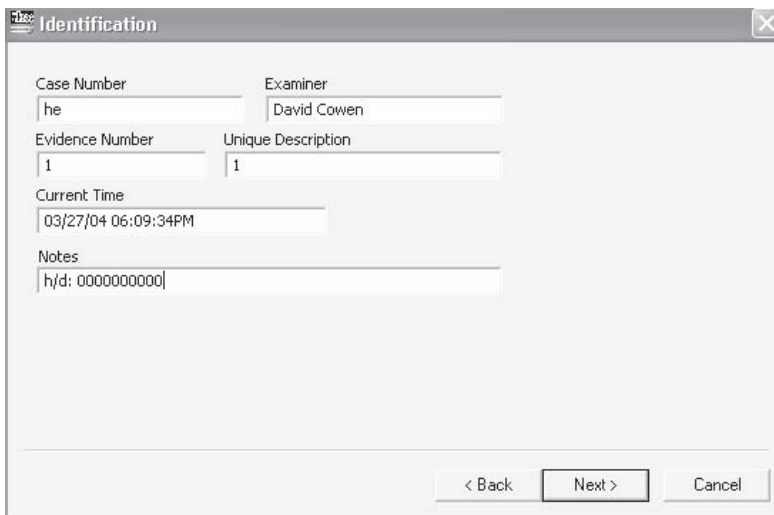 Identification
Case Number Examiner
he David Cowen
Evidence Number Unique Description
1 1
Current Time
03/27/04 06:09:34PM
Notes
h/d: 0000000000
< Back Next > Cancel